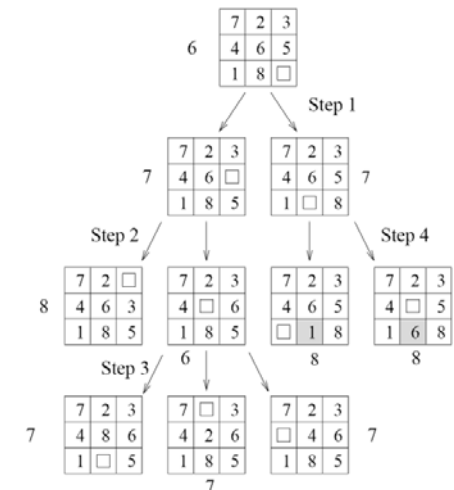 7 2 3
6 4 6 5
1 8 □
Step 1
7 2 3 7 2 3
7 4 6 □ 4 6 5 7
1 8 5 1 □ 8
Step 2 Step 4
7 2 □ 7 2 3 7 2 3 7 2 3
8 4 6 3 4 □ 6 4 6 5 4 □ 5
1 8 5 1 8 5 □ 1 8 1 6 8
6 8 8
Step 3
7 2 3 7 □ 3 7 2 3
7 4 8 6 4 2 6 □ 4 6 7
1 □ 5 1 8 5 1 8 5
7